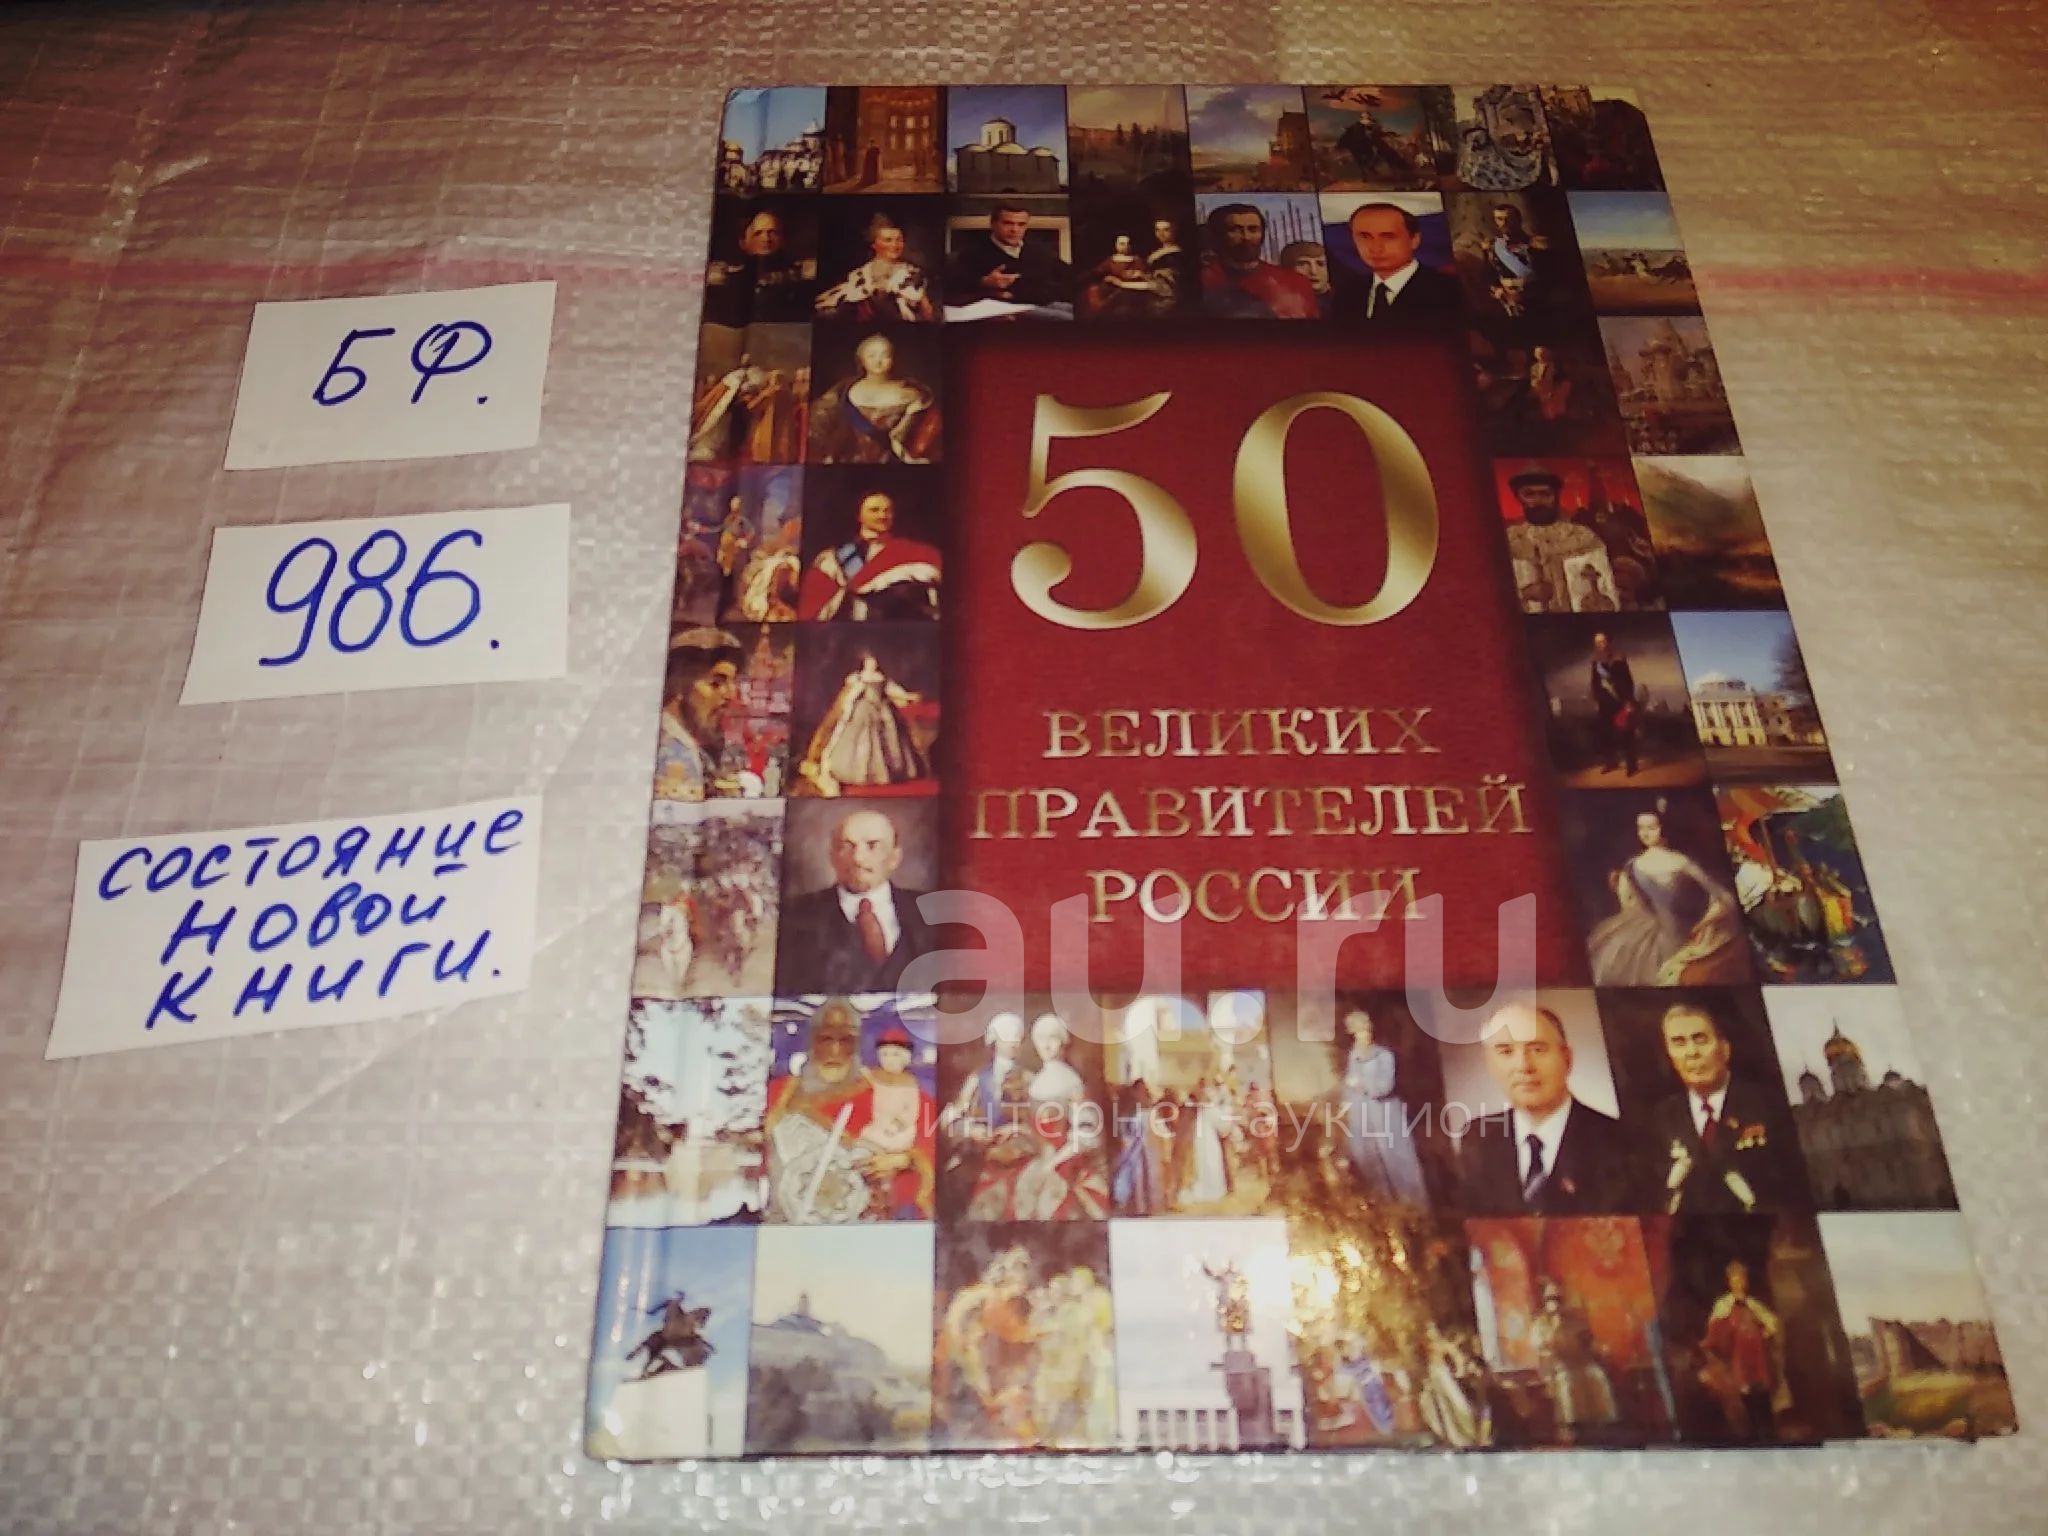 БФ.
986.
состояние
новой
книги.
50
ВЕЛИКИХ
ПРАВИТЕЛЕЙ
РОССИИ
au.ru
интернет-аукцион